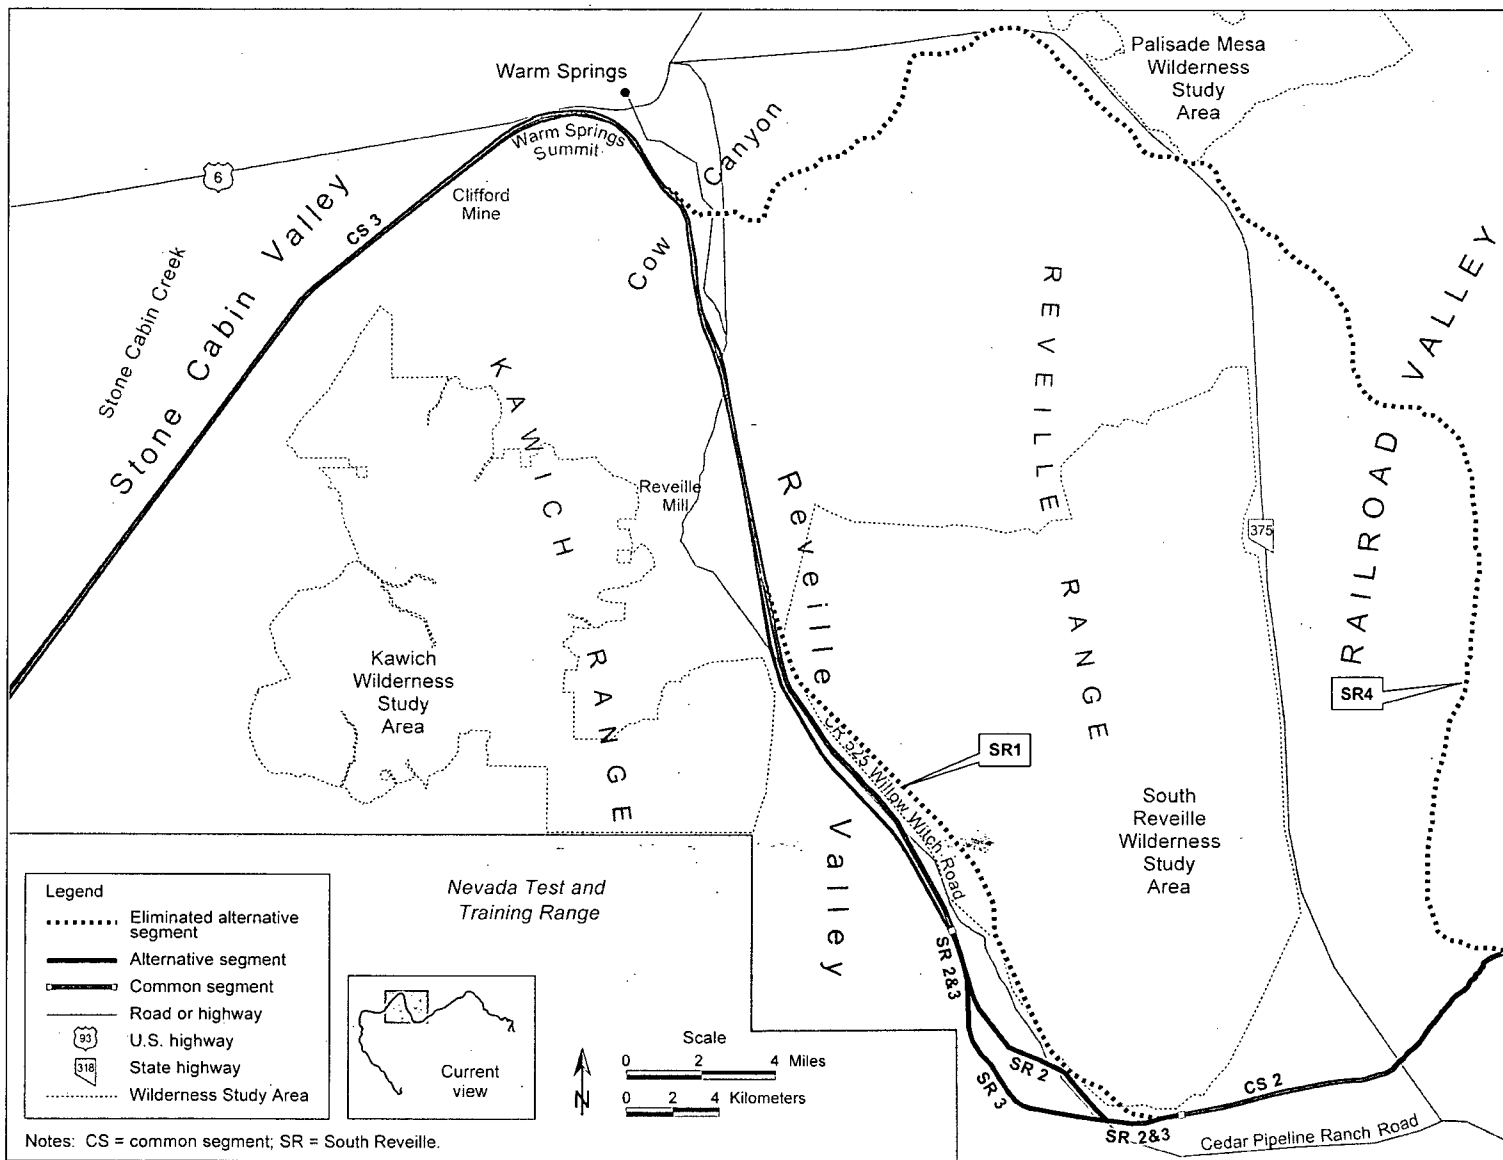 Palisade Mesa
Wilderness
Study
Area
Warm Springs
Warm Springs
Summit
6
Clifford
Mine
CS 3
Stone Cabin Valley
Stone Cabin Creek
Cow Canyon
KAWICH RANGE
REVEILLE RANGE
RAILROAD VALLEY
Reveille
Mill
Reveille Valley
375
Kawich
Wilderness
Study
Area
SR4
CR 525 Willow Witch Road
SR1
South
Reveille
Wilderness
Study
Area
Nevada Test and
Training Range
SR 2&3
SR 2
SR 3
SR 2&3
CS 2
Cedar Pipeline Ranch Road
Legend
Eliminated alternative
segment
Alternative segment
Common segment
Road or highway
93
U.S. highway
318
State highway
Wilderness Study Area
Current
view
N
Scale
0 2 4 Miles
0 2 4 Kilometers
Notes: CS = common segment; SR = South Reveille.